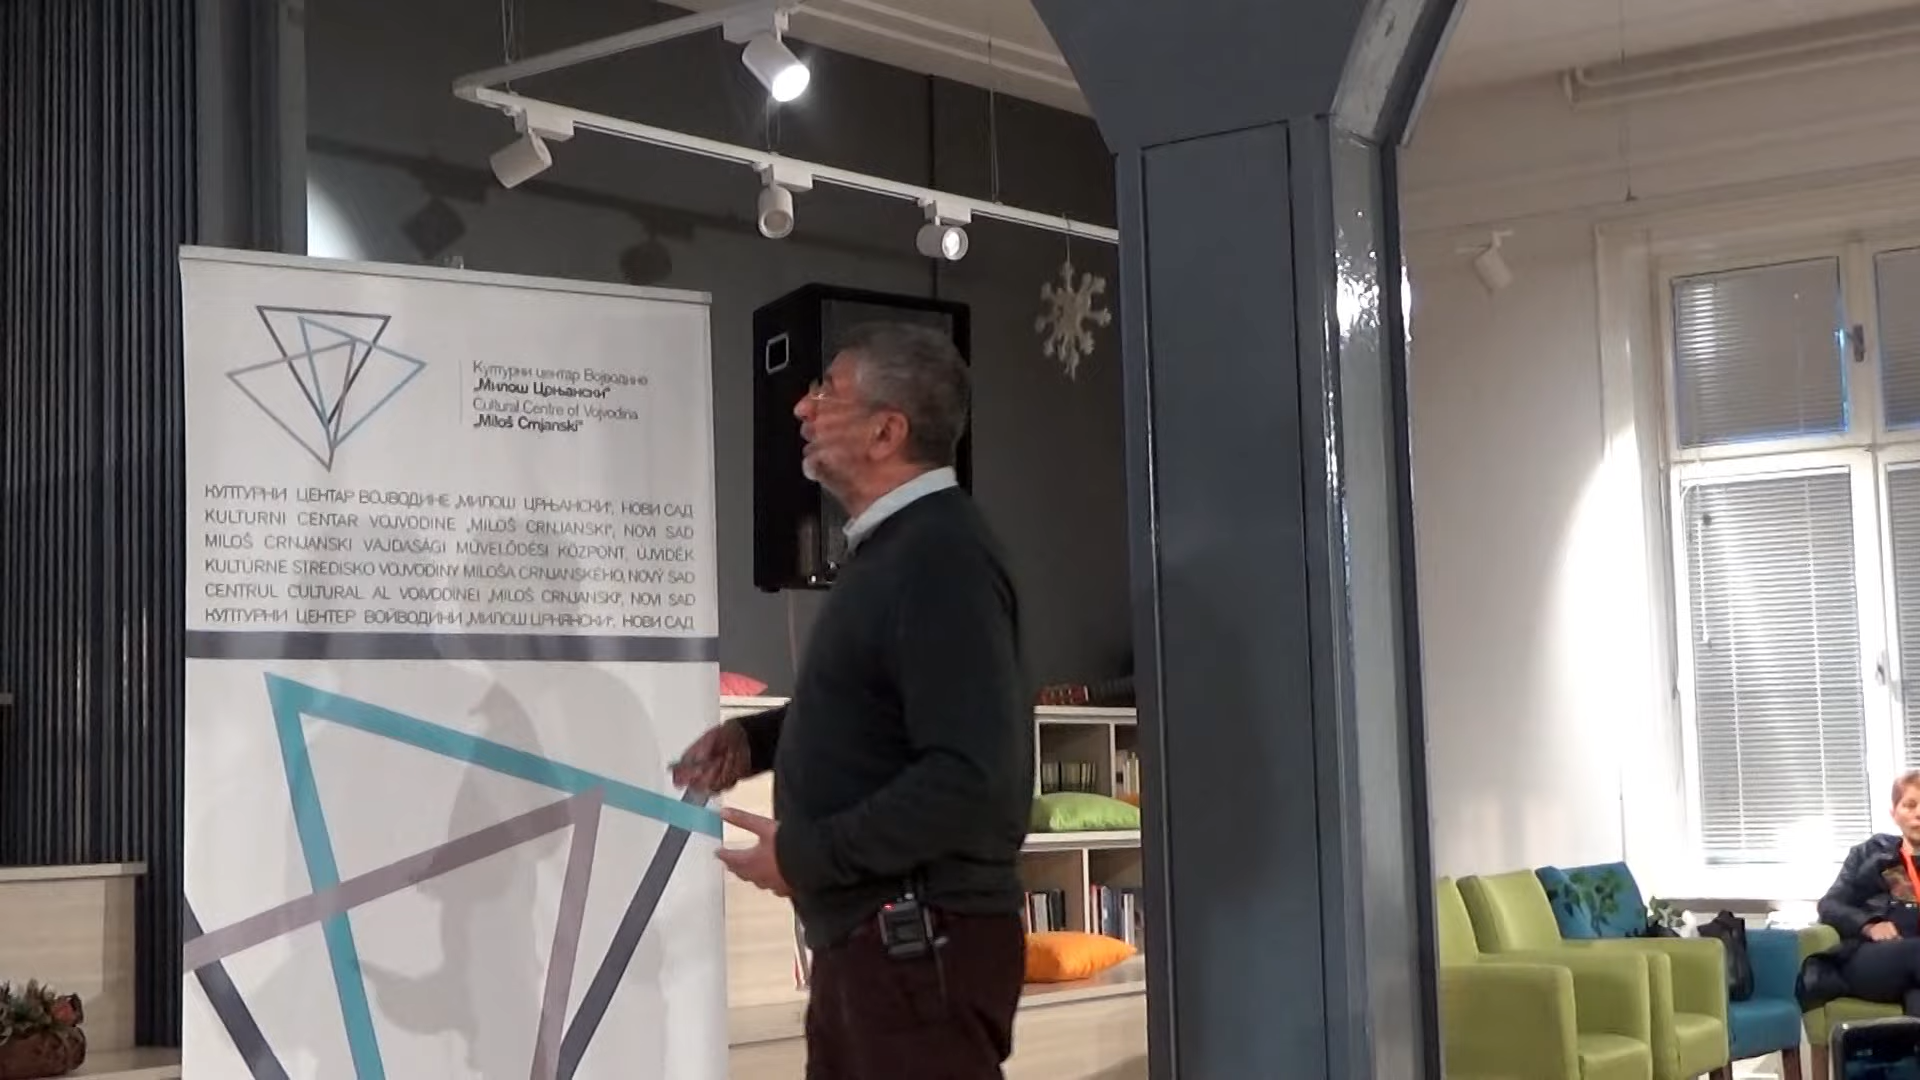 Културни центар Војводине
„Милош Црњански“
Cultural Centre of Vojvodina
„Miloš Crnjanski“
КУЛТУРНИ ЦЕНТАР ВОЈВОДИНЕ „МИЛОШ ЦРЊАНСКИ“, НОВИ САД
KULTURNI CENTAR VOJVODINE „MILOŠ CRNJANSKI“, NOVI SAD
MILOŠ CRNJANSKI VAJDASÁGI MŰVELŐDÉSI KÖZPONT, ÚJVIDÉK
KULTÚRNE STREDISKO VOJVODINY MILOŠA CRNJANSKÉHO, NOVÝ SAD
CENTRUL CULTURAL AL VOIVODINEI „MILOŠ CRNJANSKI“, NOVI SAD
КУЛТУРНИ ЦЕНТЕР ВОЙВОДИНИ „МИЛОШ ЦРНЯНСКИ“, НОВИ САД